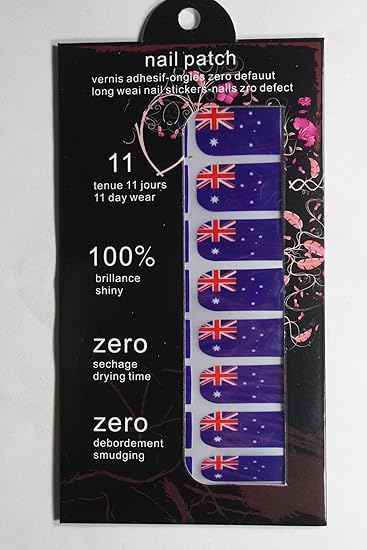 nail patch
vernis adhesif-ongles zero defauut
long weai nail stickers-nails zro defect
11
tenue 11 jours
11 day wear
100%
brillance
shiny
zero
sechage
drying time
zero
debordement
smudging